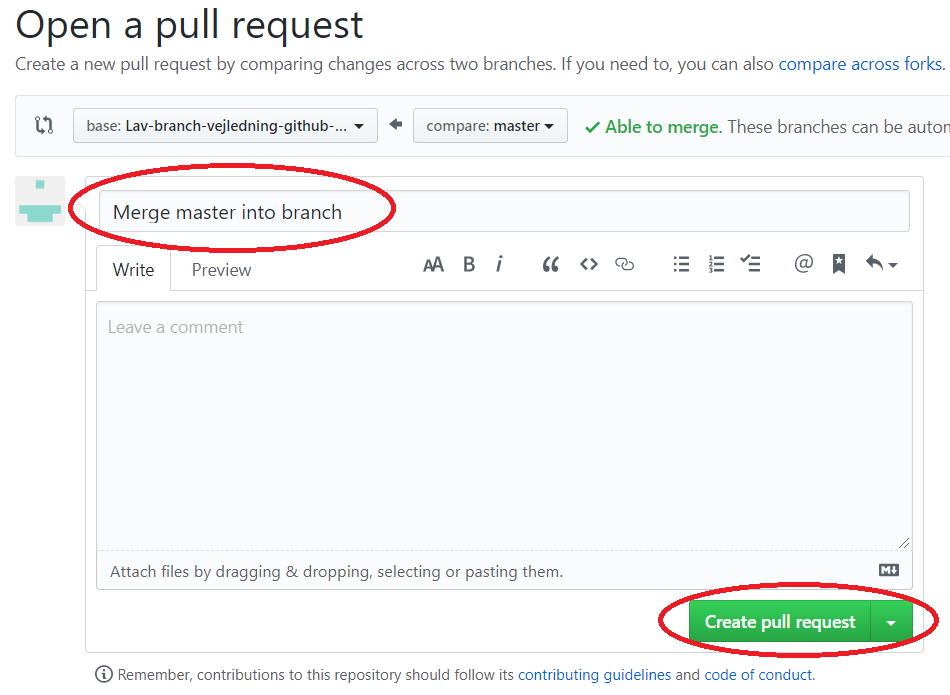 Open a pull request
Create a new pull request by comparing changes across two branches. If you need to, you can also compare across forks.
base: Lav-branch-vejledning-github-... compare: master Able to merge. These branches can be autom
Merge master into branch
Write Preview AA B i @
Leave a comment
Attach files by dragging & dropping, selecting or pasting them.
Create pull request
Remember, contributions to this repository should follow its contributing guidelines and code of conduct.